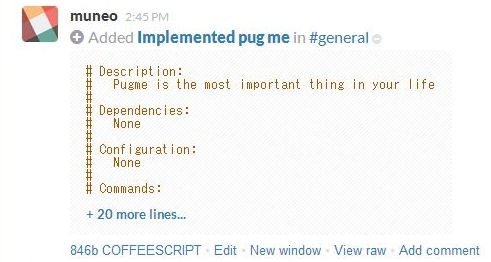 muneo 2:45 PM
Added Implemented pug me in #general
# Description:
#   Pugme is the most important thing in your life
#
# Dependencies:
#   None
#
# Configuration:
#   None
#
# Commands:
+ 20 more lines...
846b COFFEESCRIPT • Edit • New window • View raw • Add comment